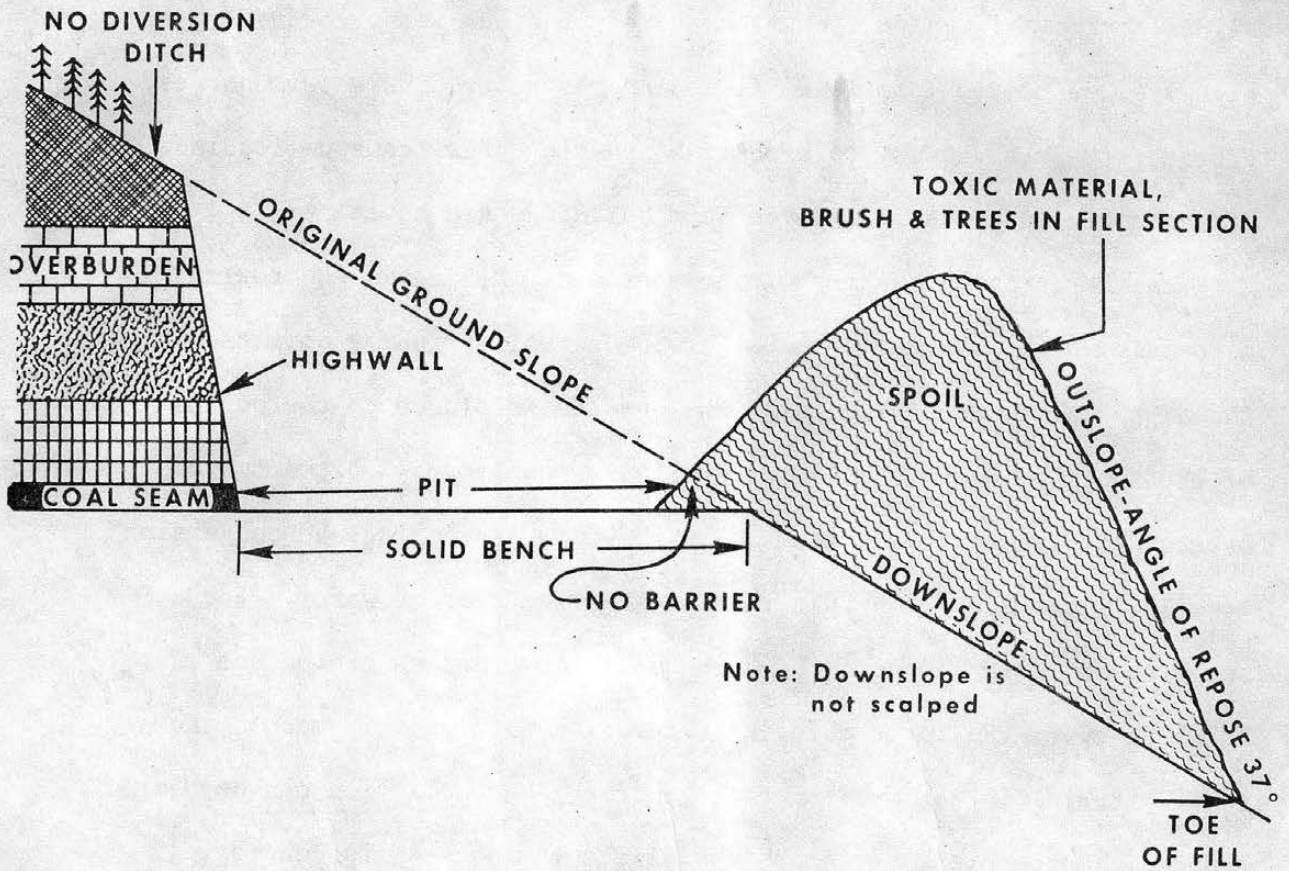 NO DIVERSION
DITCH
TOXIC MATERIAL,
BRUSH & TREES IN FILL SECTION
ORIGINAL GROUND SLOPE
OVERBURDEN
HIGHWALL
SPOIL
OUTSLOPE-ANGLE OF REPOSE 37°
COAL SEAM
PIT
SOLID BENCH
NO BARRIER
DOWNSLOPE
Note: Downslope is
not scalped
TOE
OF FILL